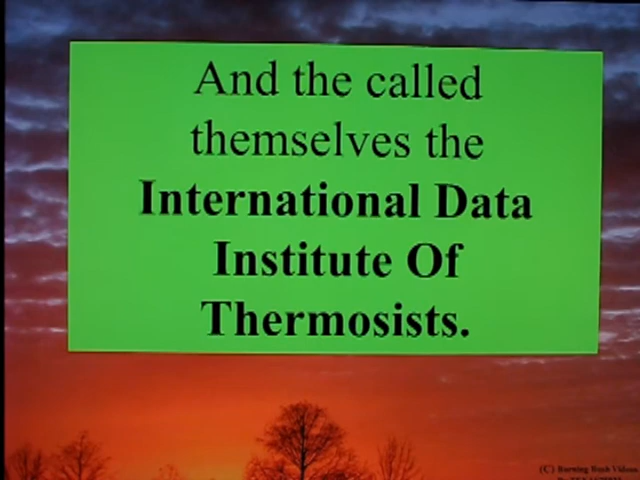 And the called
themselves the
International Data
Institute Of
Thermosists.
(C) Burning Bush Videos